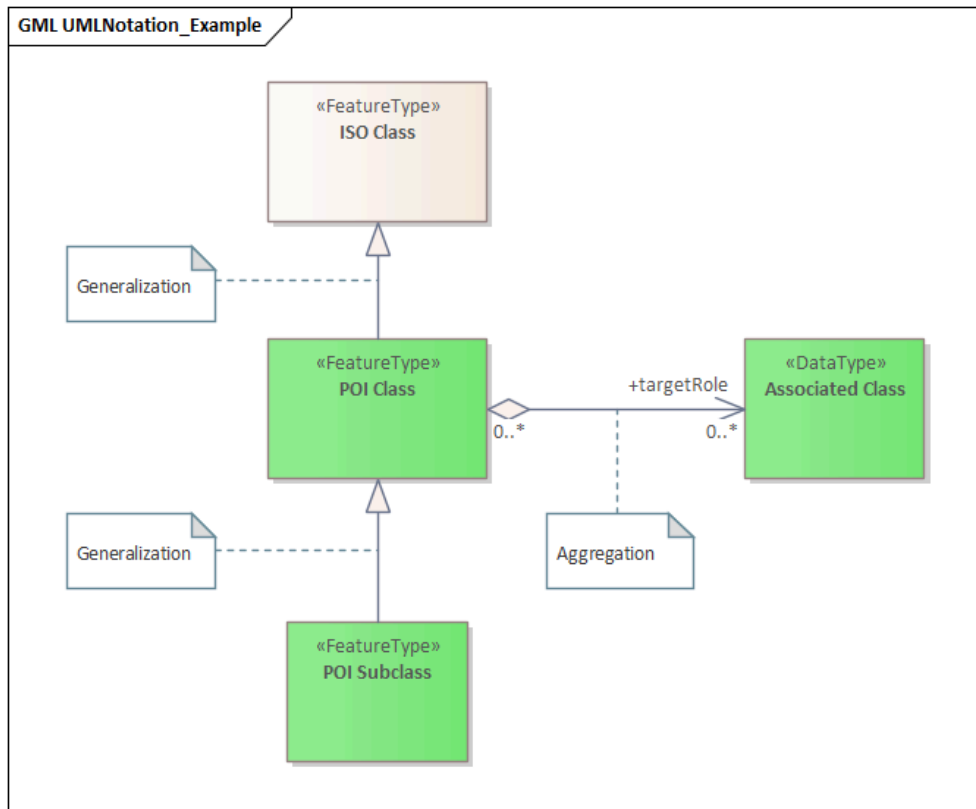 GML UMLNotation_Example
«FeatureType»
ISO Class
Generalization
«FeatureType»
POI Class
+targetRole
0..*
0..*
«DataType»
Associated Class
Generalization
Aggregation
«FeatureType»
POI Subclass